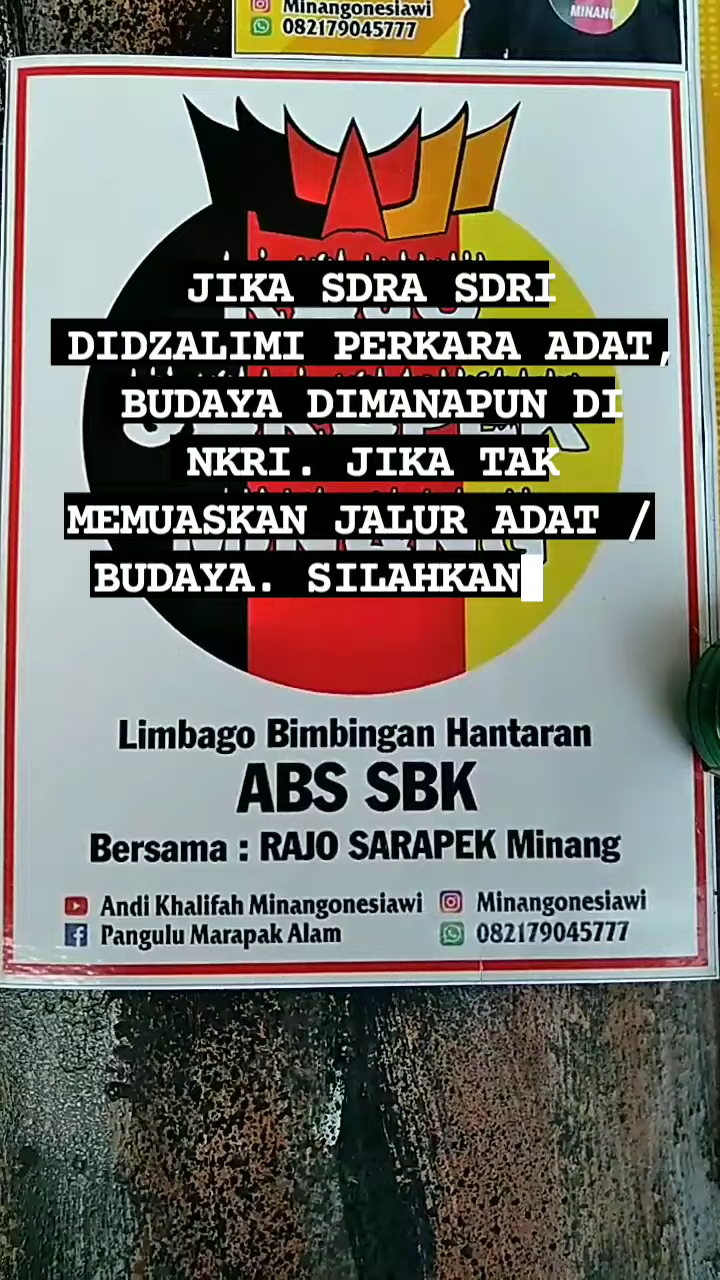 Minangonesiawi
082179045777
MINANG
JIKA SDRA SDRI
DIDZALIMI PERKARA ADAT,
BUDAYA DIMANAPUN DI
NKRI. JIKA TAK
MEMUASKAN JALUR ADAT /
BUDAYA. SILAHKAN
Limbago Bimbingan Hantaran
ABS SBK
Bersama : RAJO SARAPEK Minang
Andi Khalifah Minangonesiawi
Minangonesiawi
Pangulu Marapak Alam
082179045777